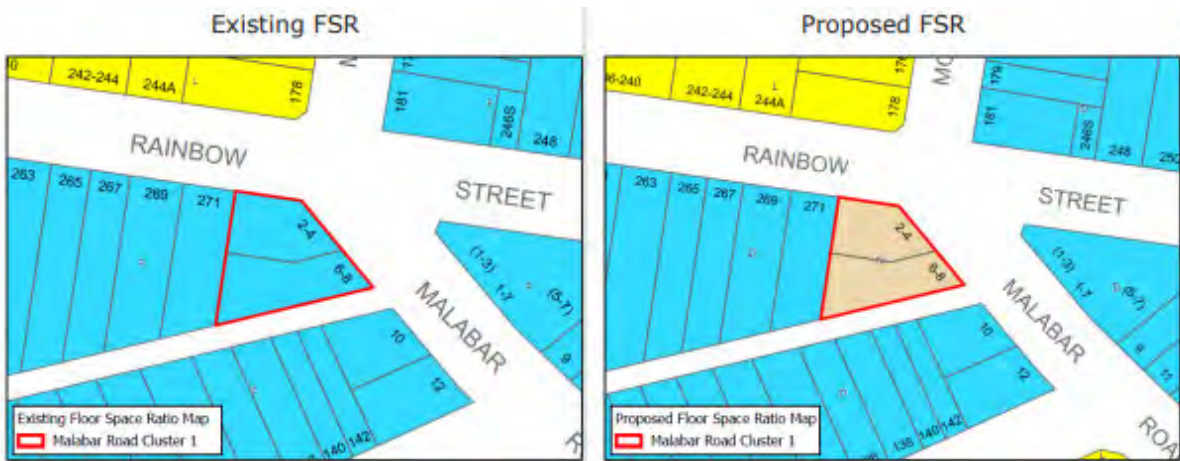 Existing FSR
242-244
244A
178
181
246S
248
RAINBOW
STREET
263
265
267
269
271
2-4
6-8
(1-3)
1-7
(5-7)
9
MALABAR
10
12
140
142
Existing Floor Space Ratio Map
Malabar Road Cluster 1
Proposed FSR
242-244
244A
178
179
181
246S
248
RAINBOW
STREET
263
265
267
269
271
2-4
6-8
(1-3)
1-7
(5-7)
9
11
MALABAR
10
12
138
140
142
Proposed Floor Space Ratio Map
Malabar Road Cluster 1